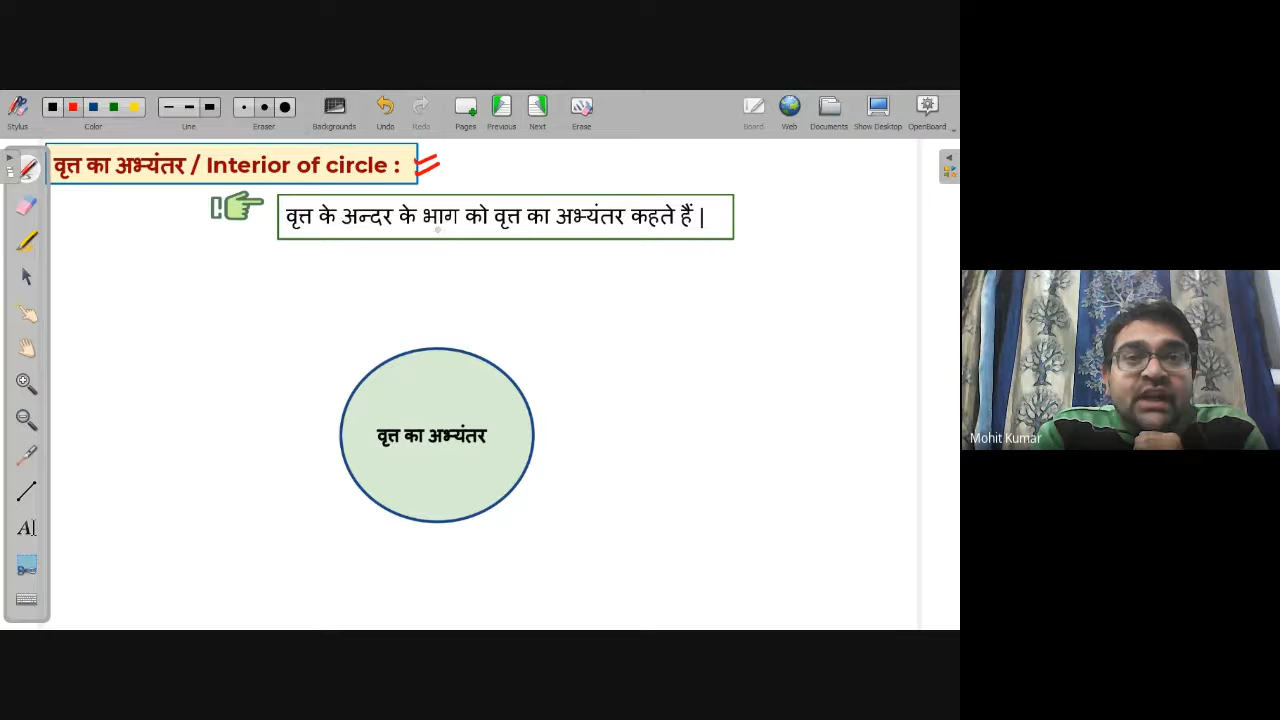 Stylus
Color
Line
Eraser
Backgrounds
Undo
Redo
Pages
Previous
Next
Erase
Board
Web
Documents
Show Desktop
OpenBoard
वृत्त का अभ्यंतर / Interior of circle :
वृत्त के अन्दर के भाग को वृत्त का अभ्यंतर कहते हैं |
वृत्त का अभ्यंतर
Mohit Kumar